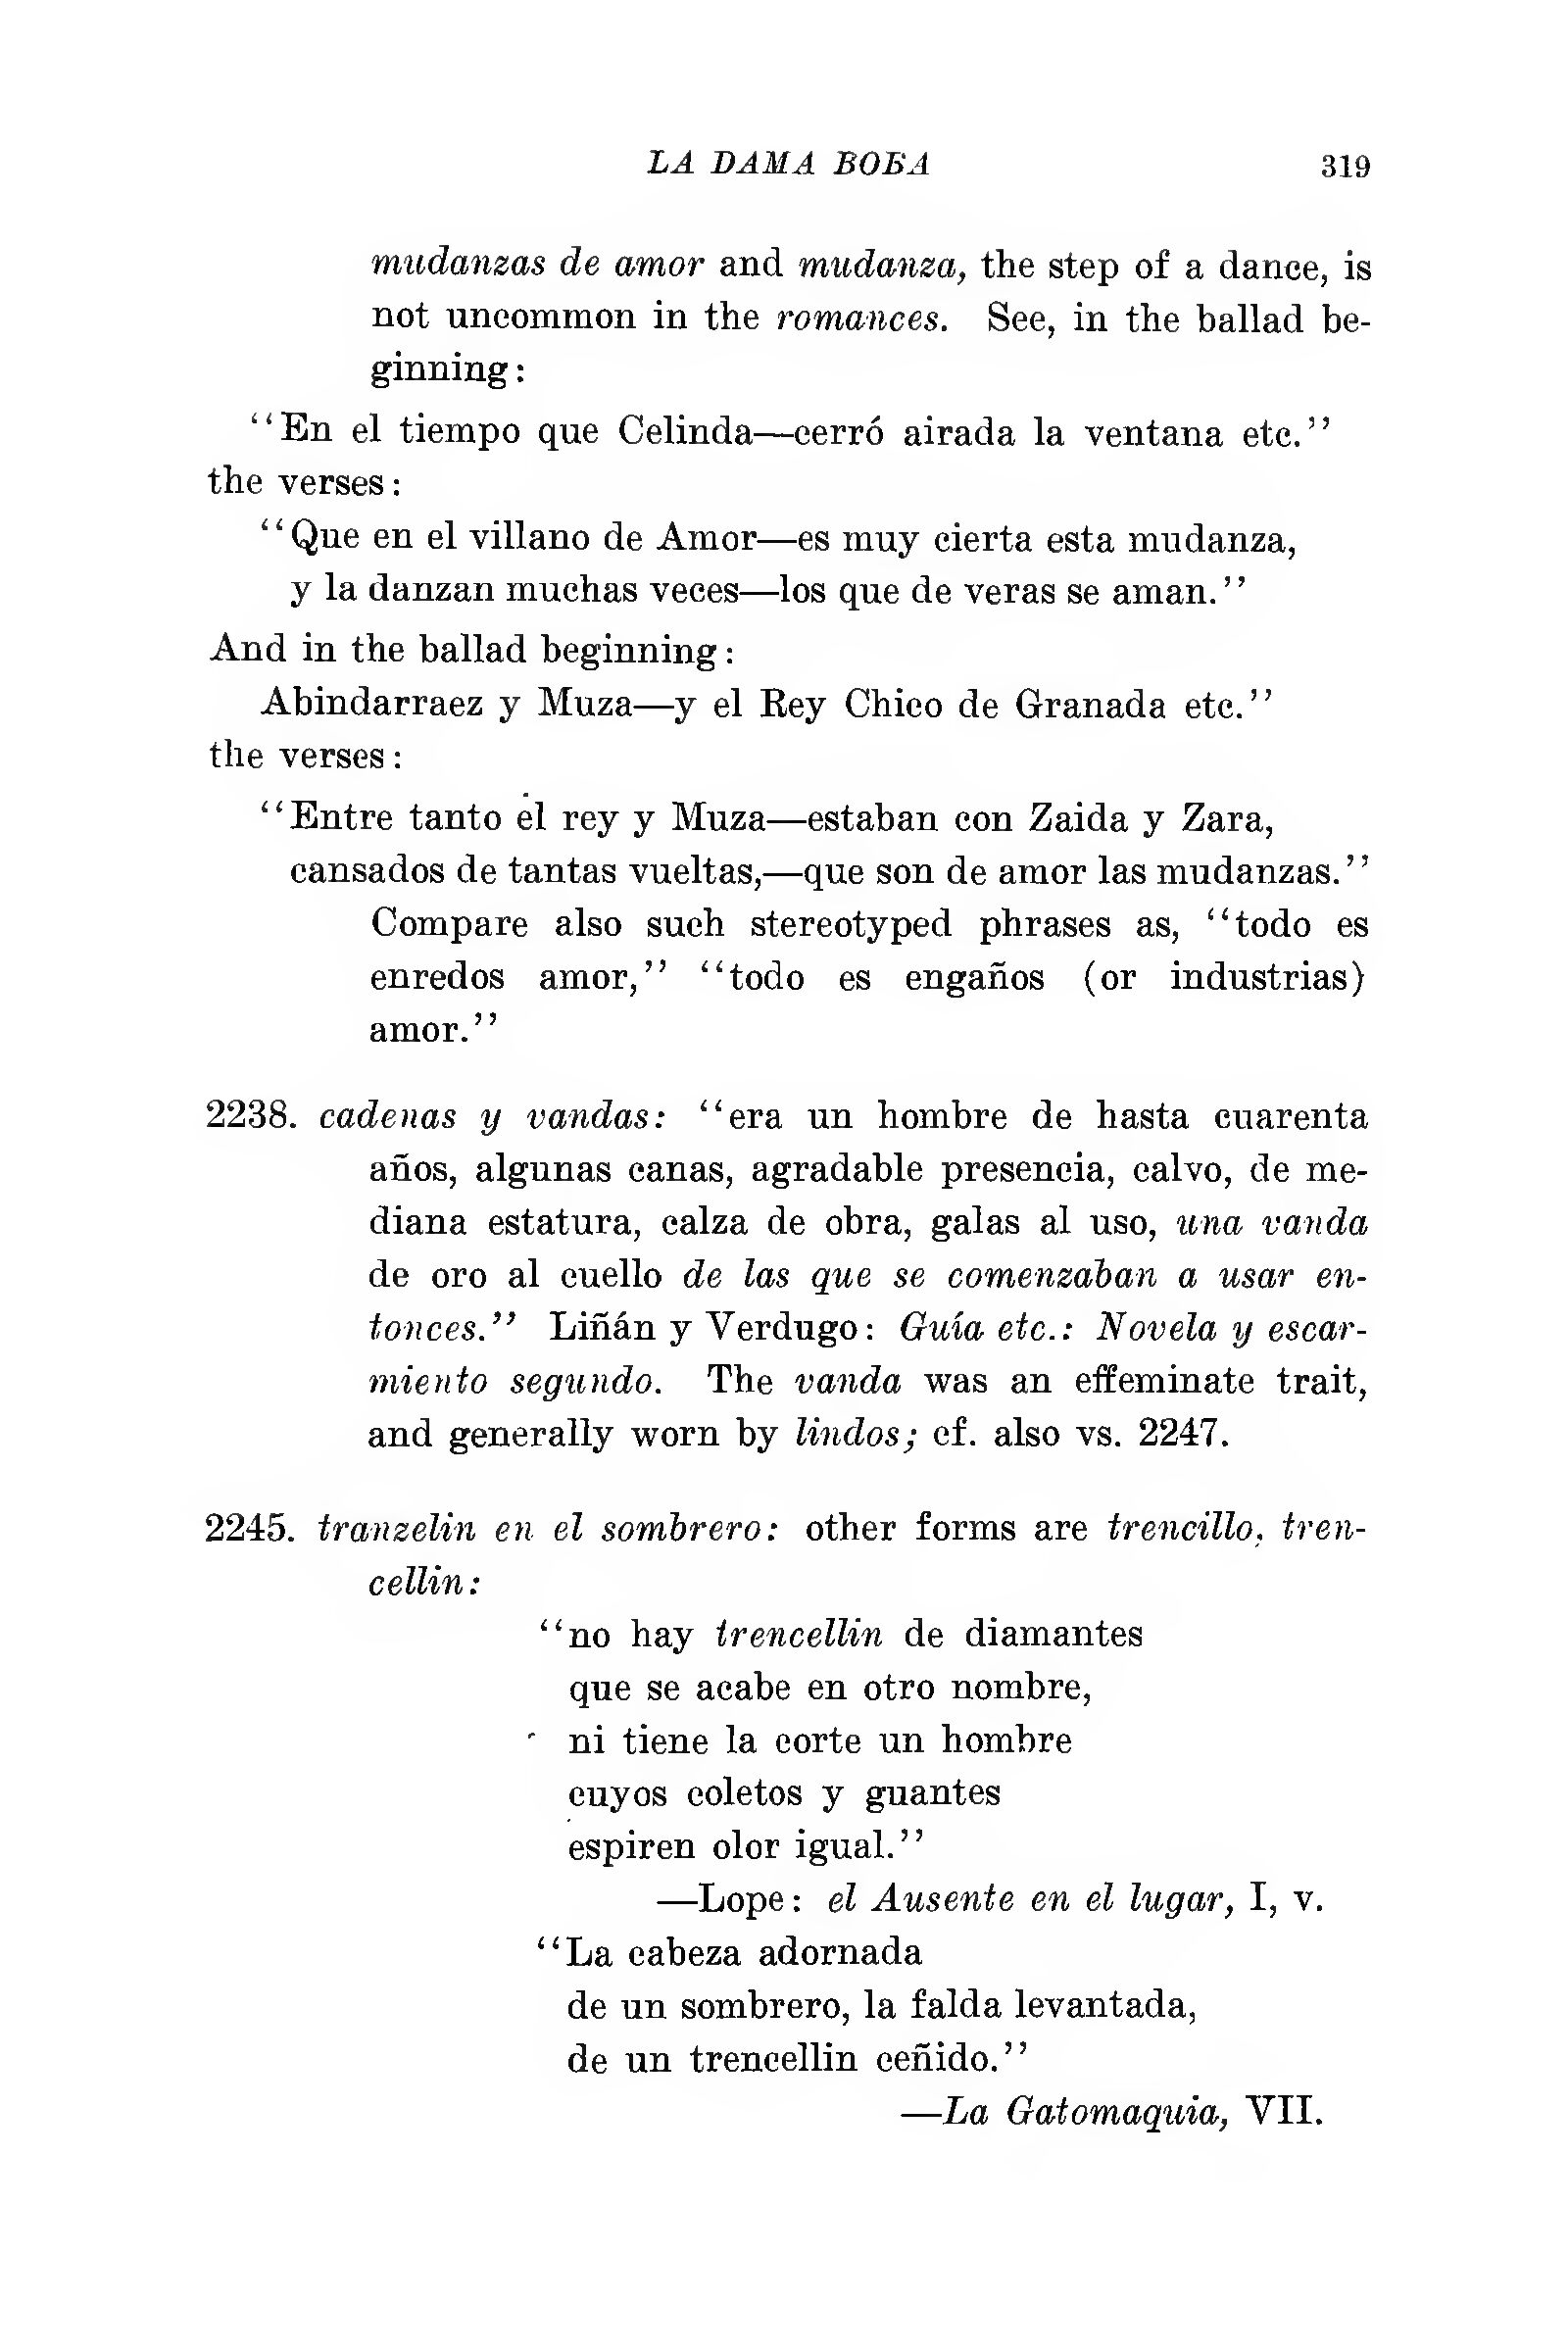 LA DAMA BOBA 319
mudanzas de amor and mudanza, the step of a dance, is
not uncommon in the romances. See, in the ballad be-
ginning:
"En el tiempo que Celinda—cerró airada la ventana etc."
the verses:
"Que en el villano de Amor—es muy cierta esta mudanza,
y la danzan muchas veces—los que de veras se aman."
And in the ballad beginning:
Abindarraez y Muza—y el Rey Chico de Granada etc."
the verses:
"Entre tanto el rey y Muza—estaban con Zaida y Zara,
cansados de tantas vueltas,—que son de amor las mudanzas."
Compare also such stereotyped phrases as, "todo es
enredos amor," "todo es engaños (or industrias)
amor."
2238. cadenas y vandas: "era un hombre de hasta cuarenta
años, algunas canas, agradable presencia, calvo, de me-
diana estatura, calza de obra, galas al uso, una vanda
de oro al cuello de las que se comenzaban a usar en-
tonces." Liñán y Verdugo: Guía etc.: Novela y escar-
miento segundo. The vanda was an effeminate trait,
and generally worn by lindos; cf. also vs. 2247.
2245. tranzelin en el sombrero: other forms are trencillo, tren-
cellin:
"no hay trencellin de diamantes
que se acabe en otro nombre,
ni tiene la corte un hombre
cuyos coletos y guantes
espiren olor igual."
—Lope: el Ausente en el lugar, I, v.
"La cabeza adornada
de un sombrero, la falda levantada,
de un trencellin ceñido."
—La Gatomaquia, VII.